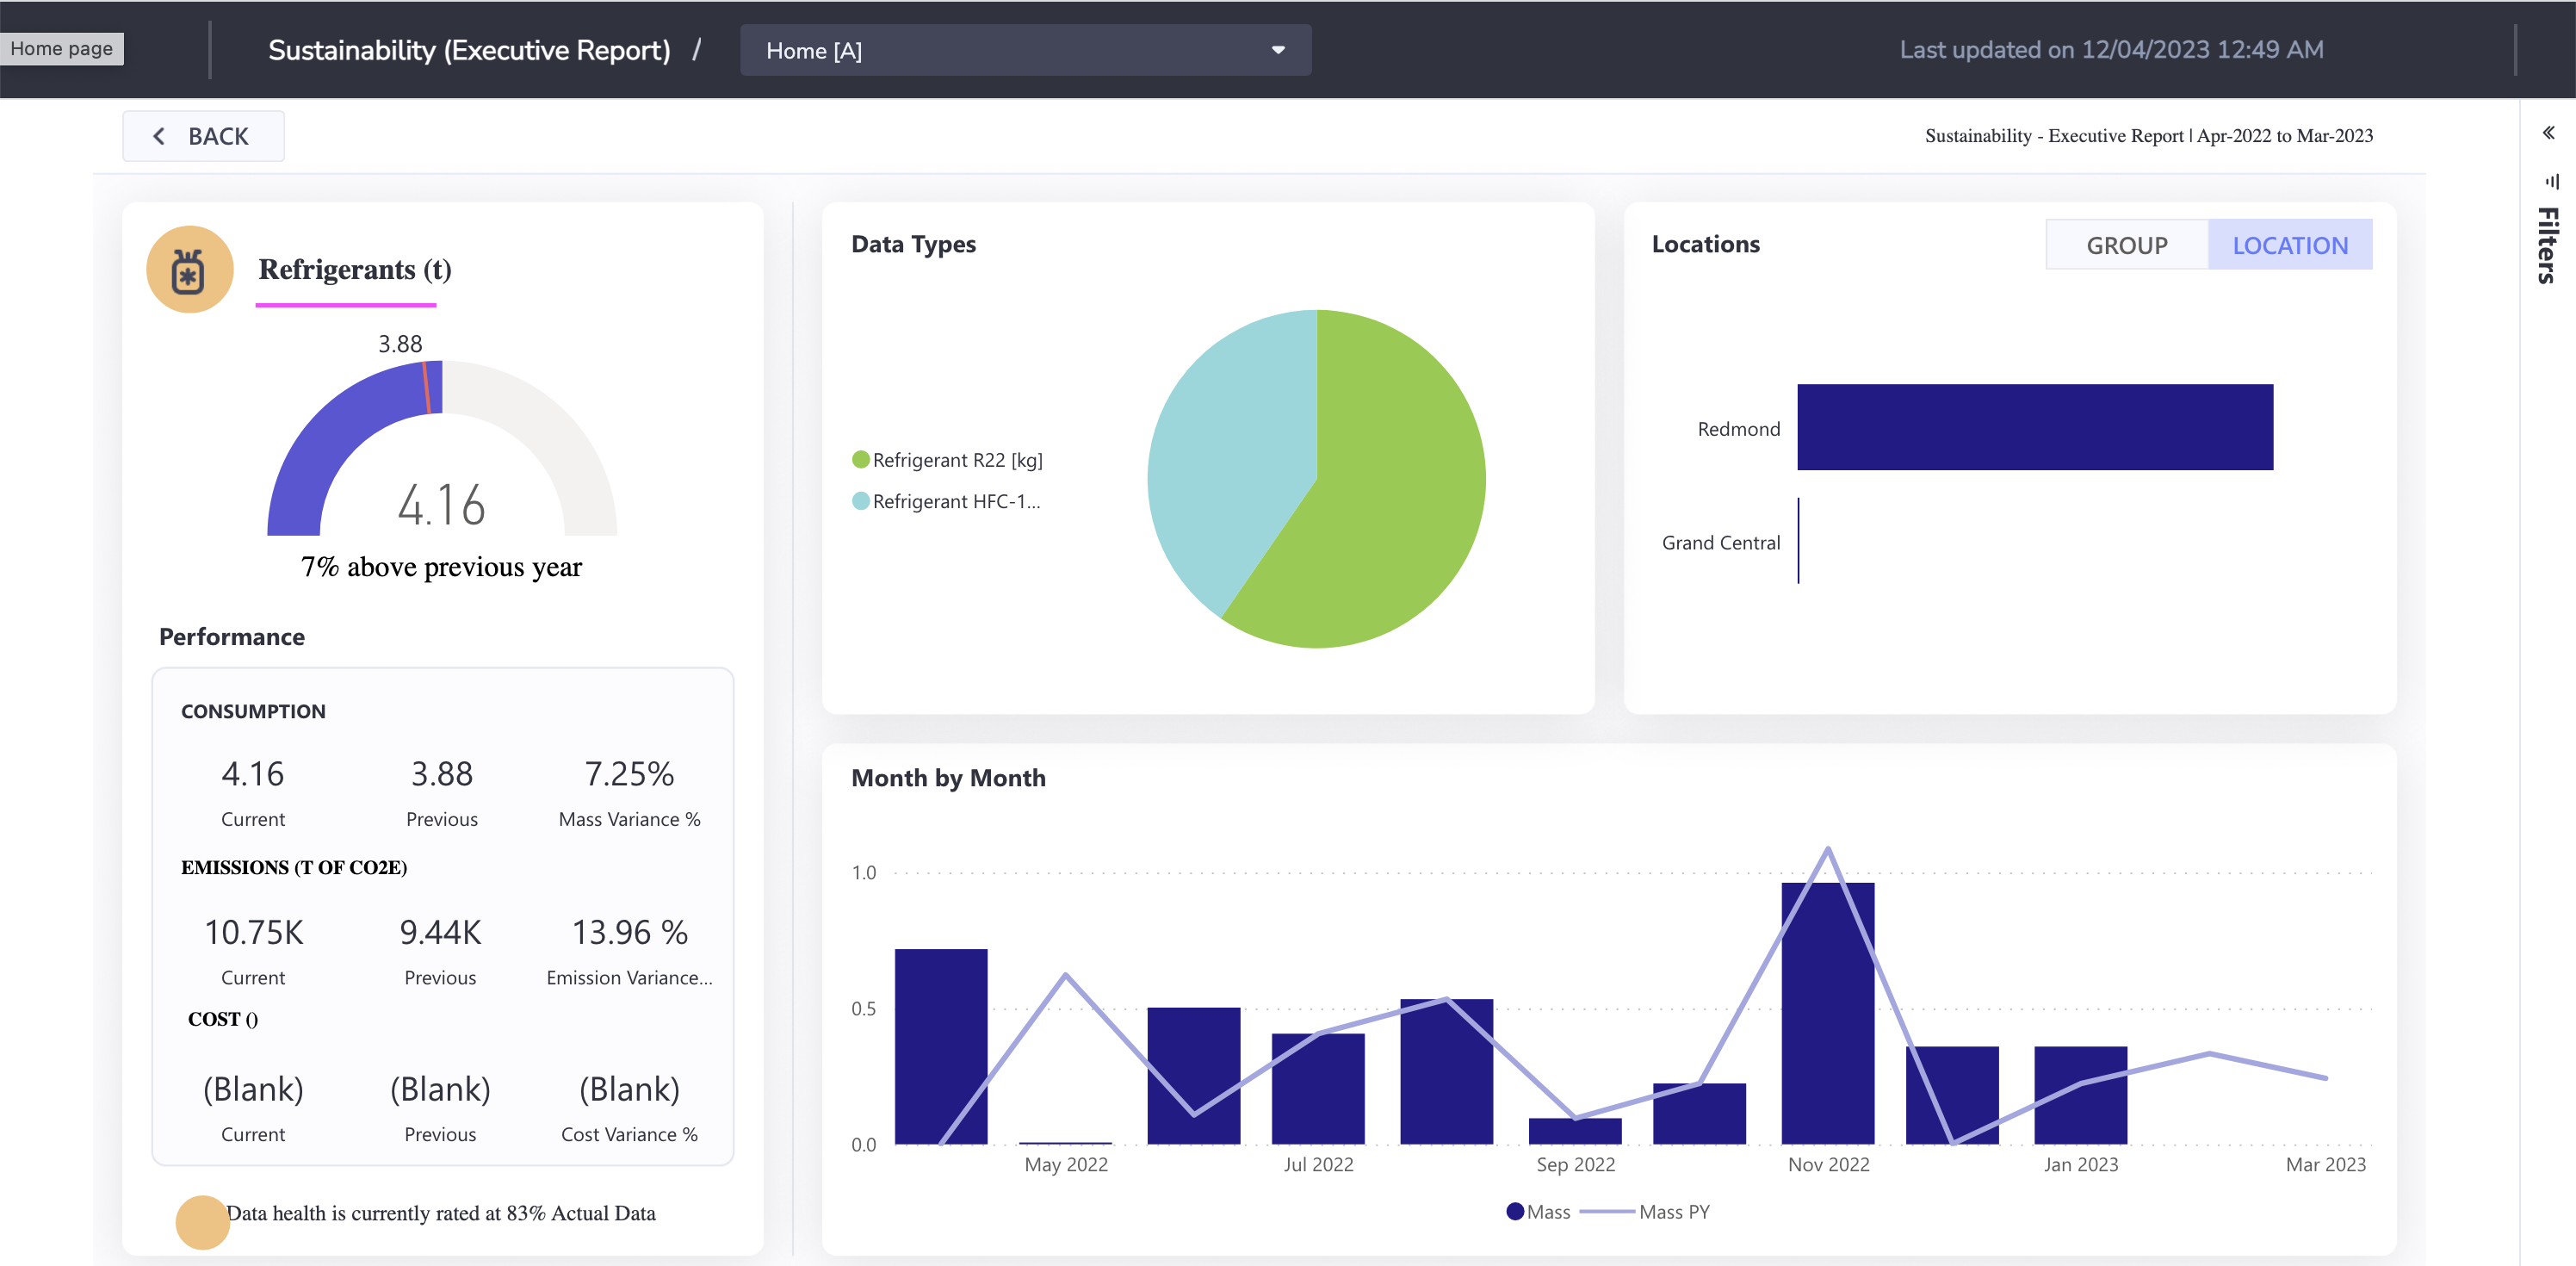 Home page
Sustainability (Executive Report) /
Home [A]
Last updated on 12/04/2023 12:49 AM
BACK
Sustainability - Executive Report | Apr-2022 to Mar-2023
Filters
Refrigerants (t)
3.88
4.16
7% above previous year
Performance
CONSUMPTION
4.16 3.88 7.25%
Current Previous Mass Variance %
EMISSIONS (T OF CO2E)
10.75K 9.44K 13.96 %
Current Previous Emission Variance...
COST ()
(Blank) (Blank) (Blank)
Current Previous Cost Variance %
Data health is currently rated at 83% Actual Data
Data Types
Refrigerant R22 [kg]
Refrigerant HFC-1...
Locations
GROUP LOCATION
Redmond
Grand Central
Month by Month
1.0
0.5
0.0
May 2022 Jul 2022 Sep 2022 Nov 2022 Jan 2023 Mar 2023
Mass Mass PY